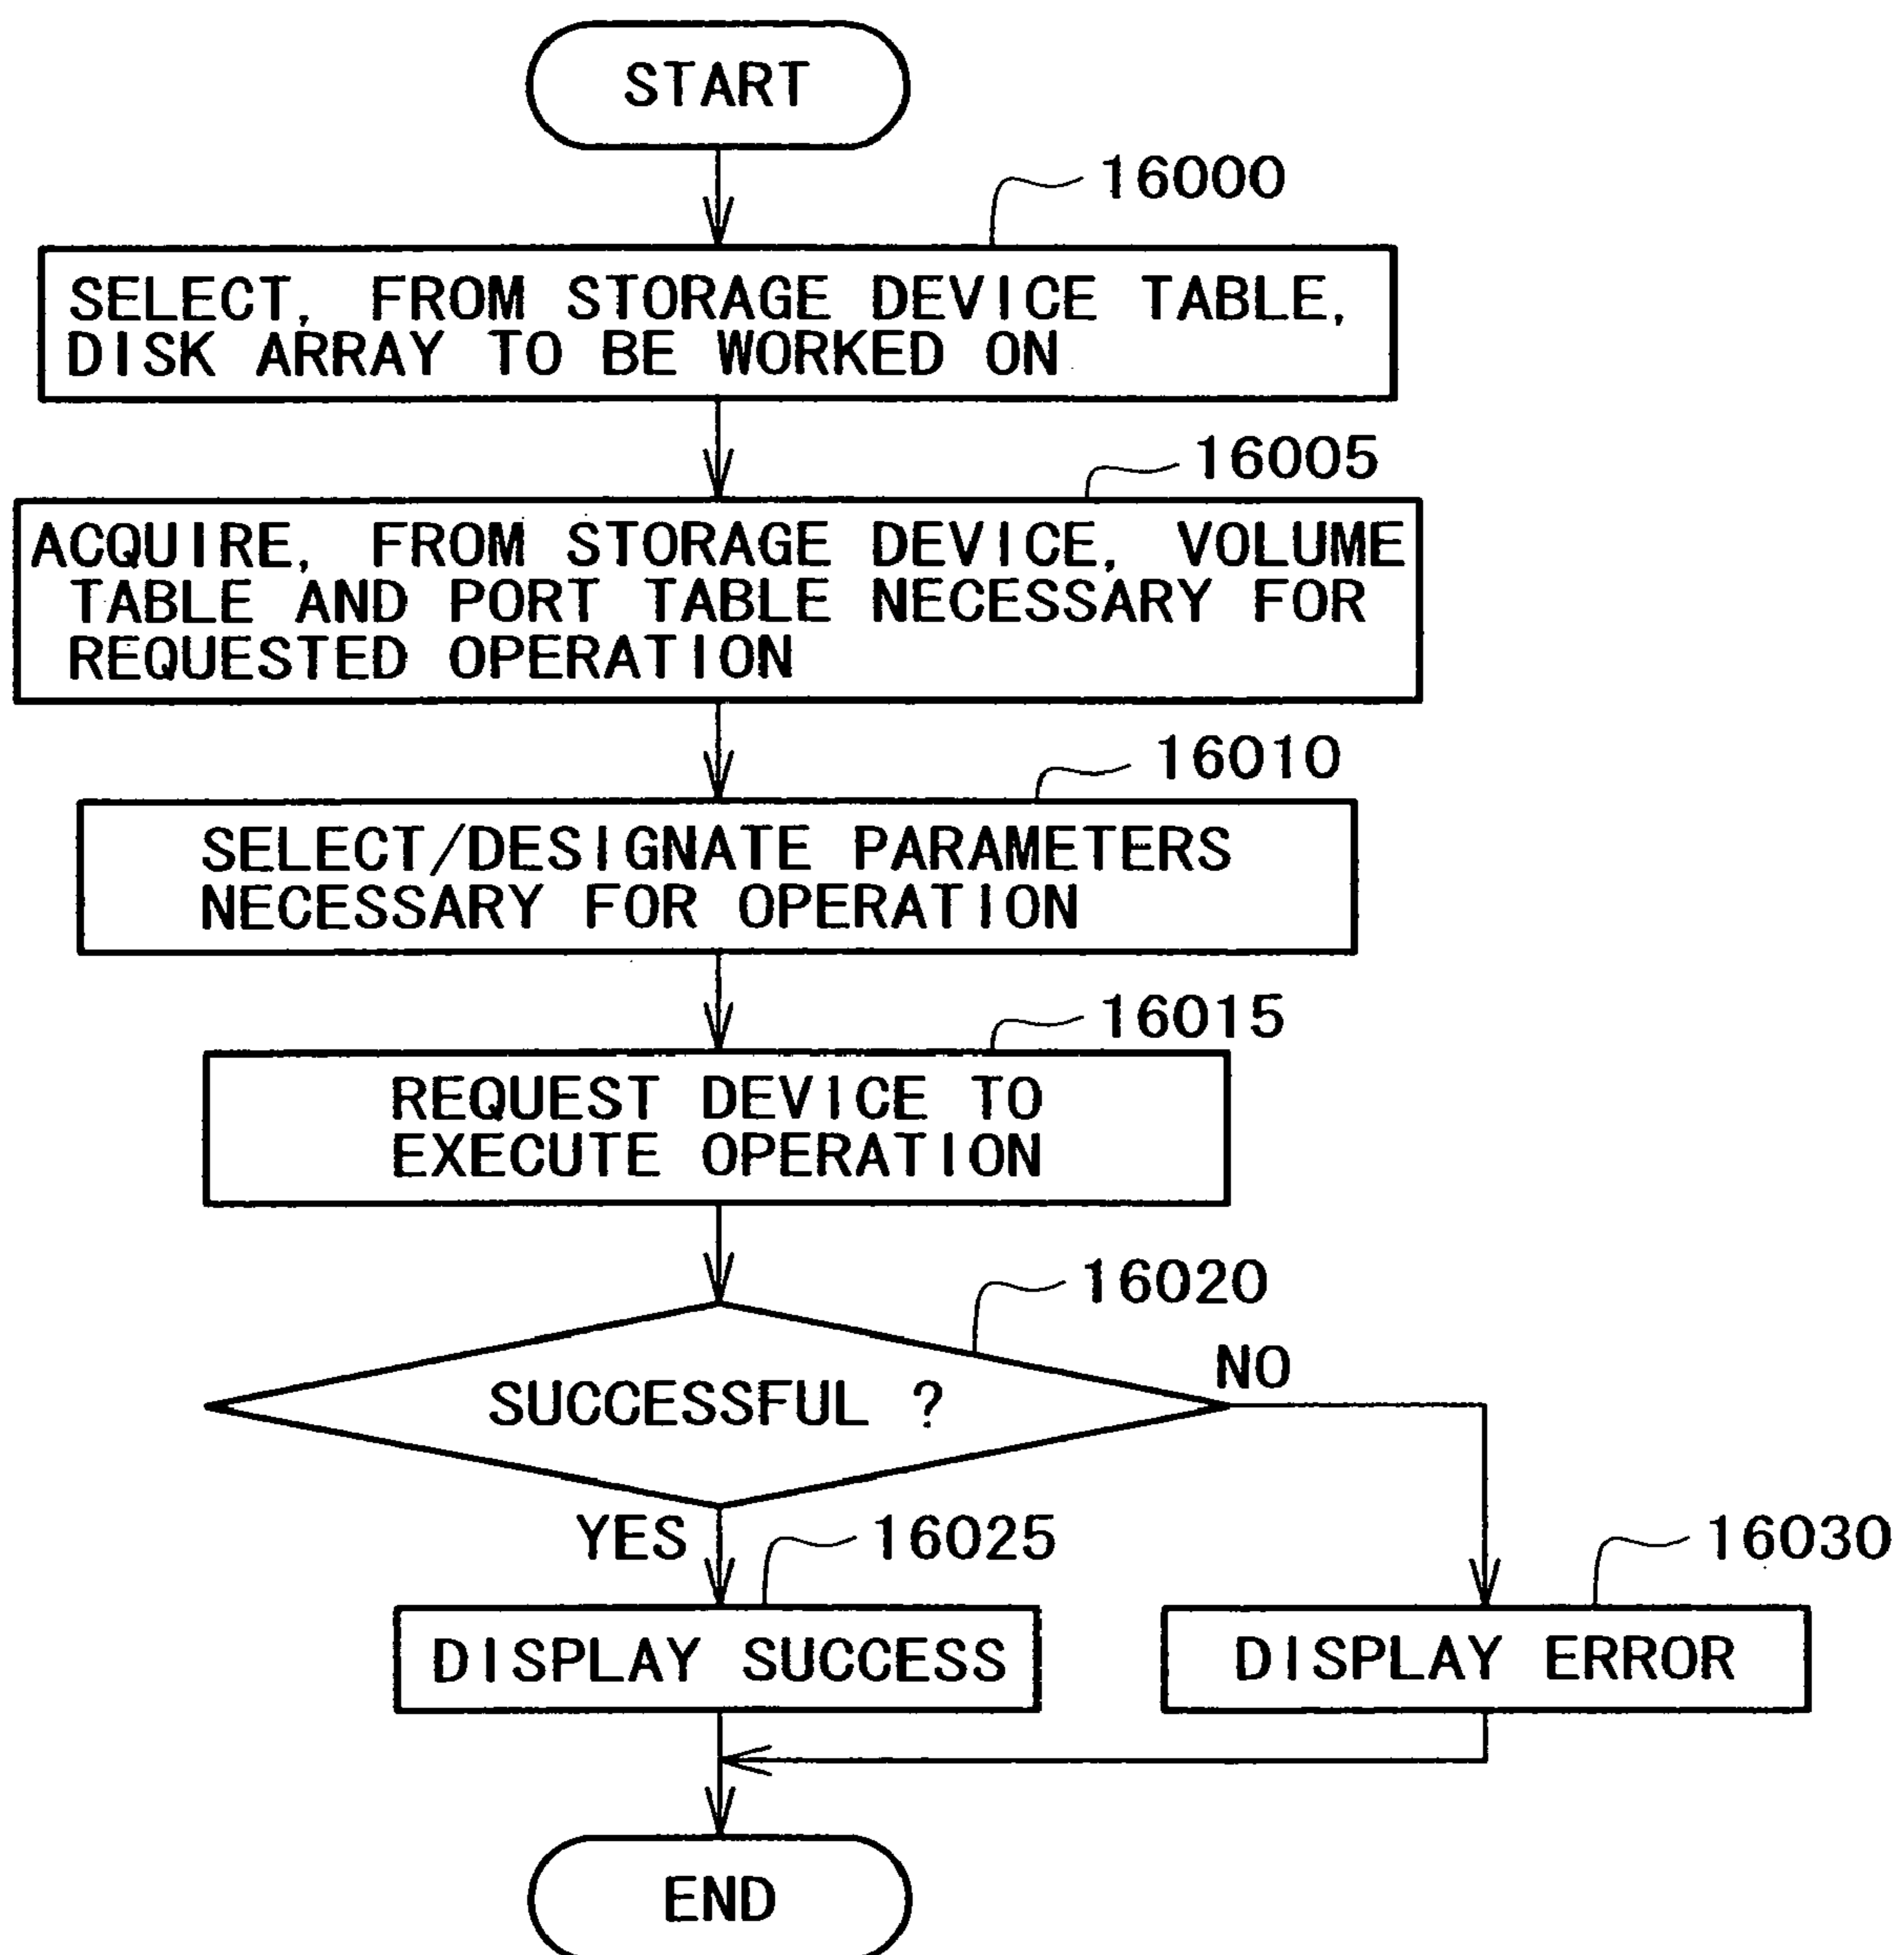 START
16000
SELECT, FROM STORAGE DEVICE TABLE,
DISK ARRAY TO BE WORKED ON
16005
ACQUIRE, FROM STORAGE DEVICE, VOLUME
TABLE AND PORT TABLE NECESSARY FOR
REQUESTED OPERATION
16010
SELECT/DESIGNATE PARAMETERS
NECESSARY FOR OPERATION
16015
REQUEST DEVICE TO
EXECUTE OPERATION
16020
SUCCESSFUL ?
NO
YES
16025
16030
DISPLAY SUCCESS
DISPLAY ERROR
END